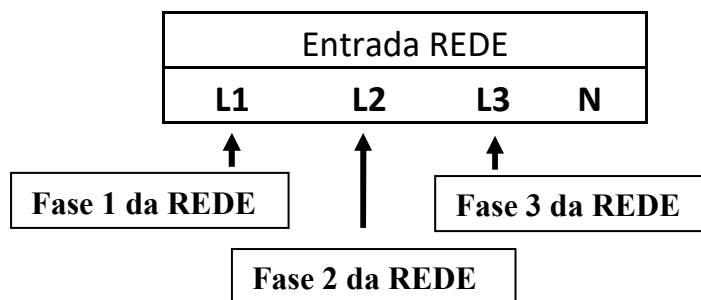 Entrada REDE
L1 L2 L3 N
Fase 1 da REDE
Fase 3 da REDE
Fase 2 da REDE